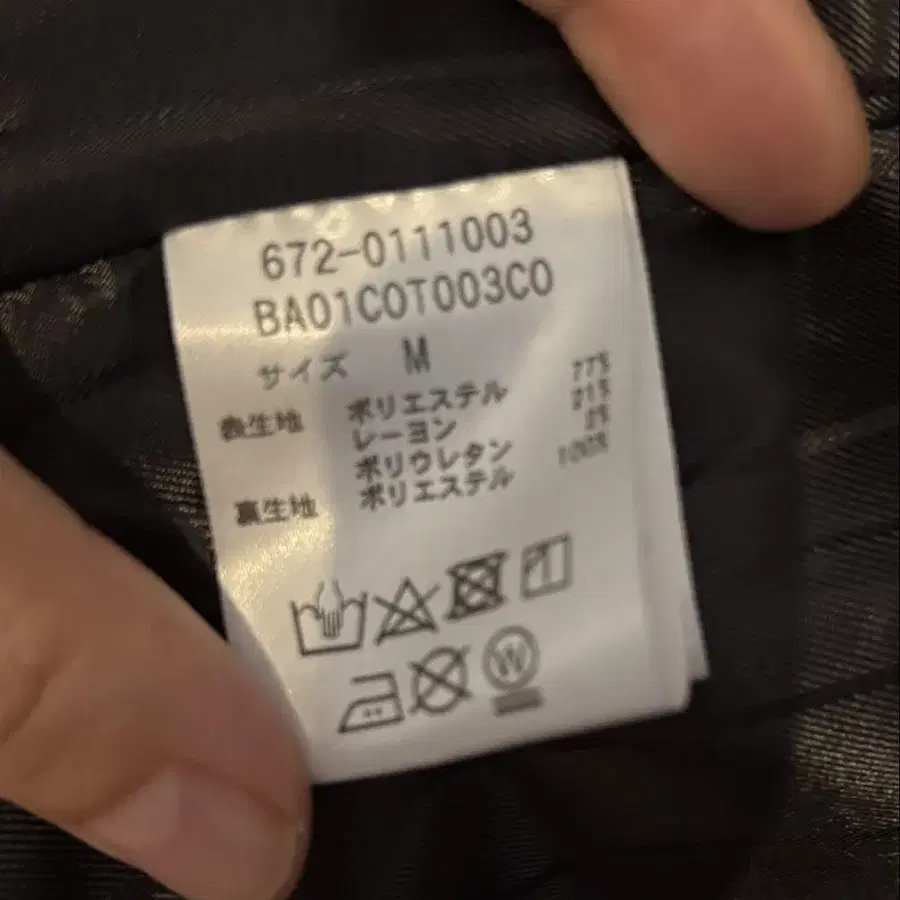 672-0111003
BA01COT003CO
サイズ M
表生地 ポリエステル 77%
レーヨン 21%
ポリウレタン 2%
裏生地 ポリエステル 100%
W